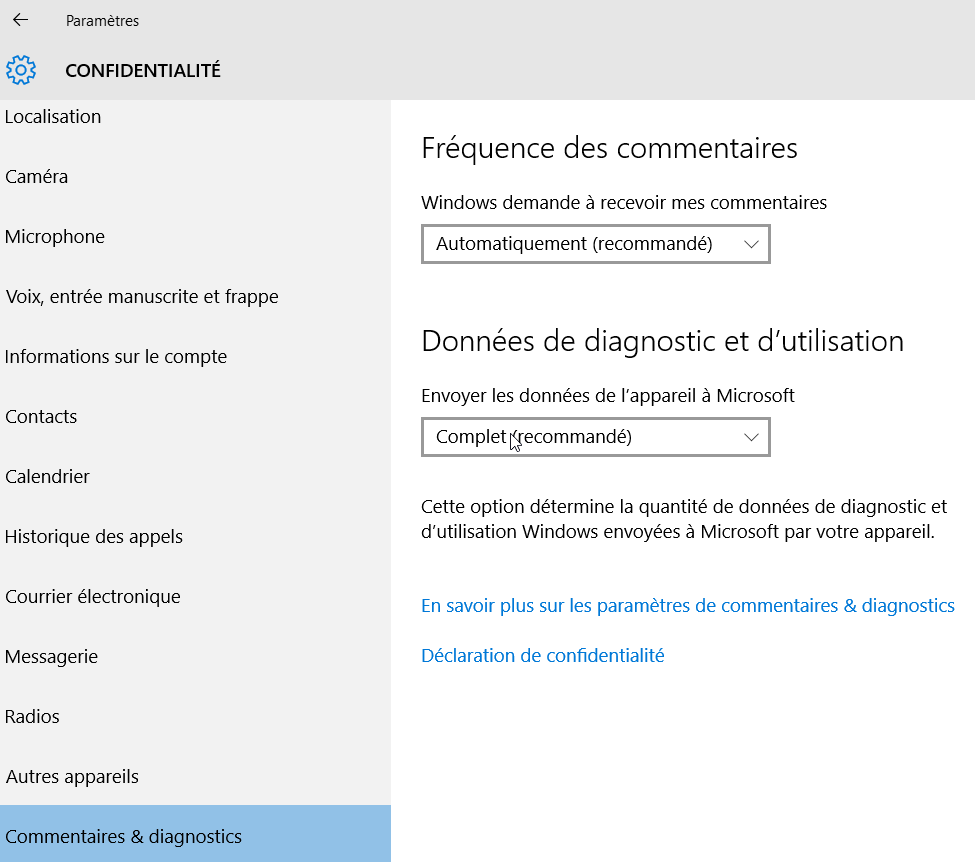 Paramètres
CONFIDENTIALITÉ
Localisation
Caméra
Microphone
Voix, entrée manuscrite et frappe
Informations sur le compte
Contacts
Calendrier
Historique des appels
Courrier électronique
Messagerie
Radios
Autres appareils
Commentaires & diagnostics
Fréquence des commentaires
Windows demande à recevoir mes commentaires
Automatiquement (recommandé)
Données de diagnostic et d’utilisation
Envoyer les données de l’appareil à Microsoft
Complet (recommandé)
Cette option détermine la quantité de données de diagnostic et
d’utilisation Windows envoyées à Microsoft par votre appareil.
En savoir plus sur les paramètres de commentaires & diagnostics
Déclaration de confidentialité